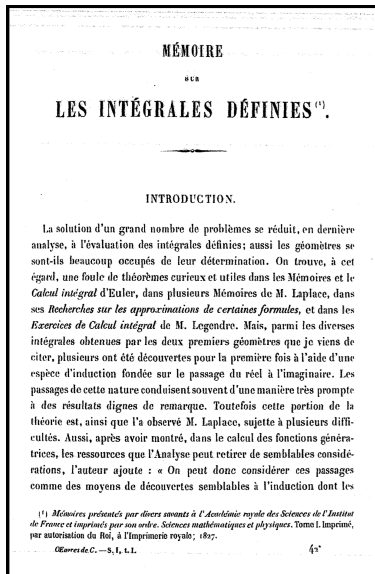 MÉMOIRE
SUR
LES INTÉGRALES DÉFINIES (¹).
INTRODUCTION.
La solution d'un grand nombre de problèmes se réduit, en dernière
analyse, à l'évaluation des intégrales définies; aussi les géomètres se
sont-ils beaucoup occupés de leur détermination. On trouve, à cet
égard, une foule de théorèmes curieux et utiles dans les Mémoires et le
Calcul intégral d'Euler, dans plusieurs Mémoires de M. Laplace, dans
ses Recherches sur les approximations de certaines formules, et dans les
Exercices de Calcul intégral de M. Legendre. Mais, parmi les diverses
intégrales obtenues par les deux premiers géomètres que je viens de
citer, plusieurs ont été découvertes pour la première fois à l'aide d'une
espèce d'induction fondée sur le passage du réel à l'imaginaire. Les
passages de cette nature conduisent souvent d'une manière très prompte
à des résultats dignes de remarque. Toutefois cette portion de la
théorie est, ainsi que l'a observé M. Laplace, sujette à plusieurs diffi-
cultés. Aussi, après avoir montré, dans le calcul des fonctions généra-
trices, les ressources que l'Analyse peut retirer de semblables considé-
rations, l'auteur ajoute : « On peut donc considérer ces passages
comme des moyens de découvertes semblables à l'induction dont les
(¹) Mémoires présentés par divers savants à l'Académie royale des Sciences de l'Institut
de France et imprimés par son ordre. Sciences mathématiques et physiques. Tome I. Imprimé,
par autorisation du Roi, à l'Imprimerie royale; 1827.
Œuvres de C. — S. I, t. I. 42*